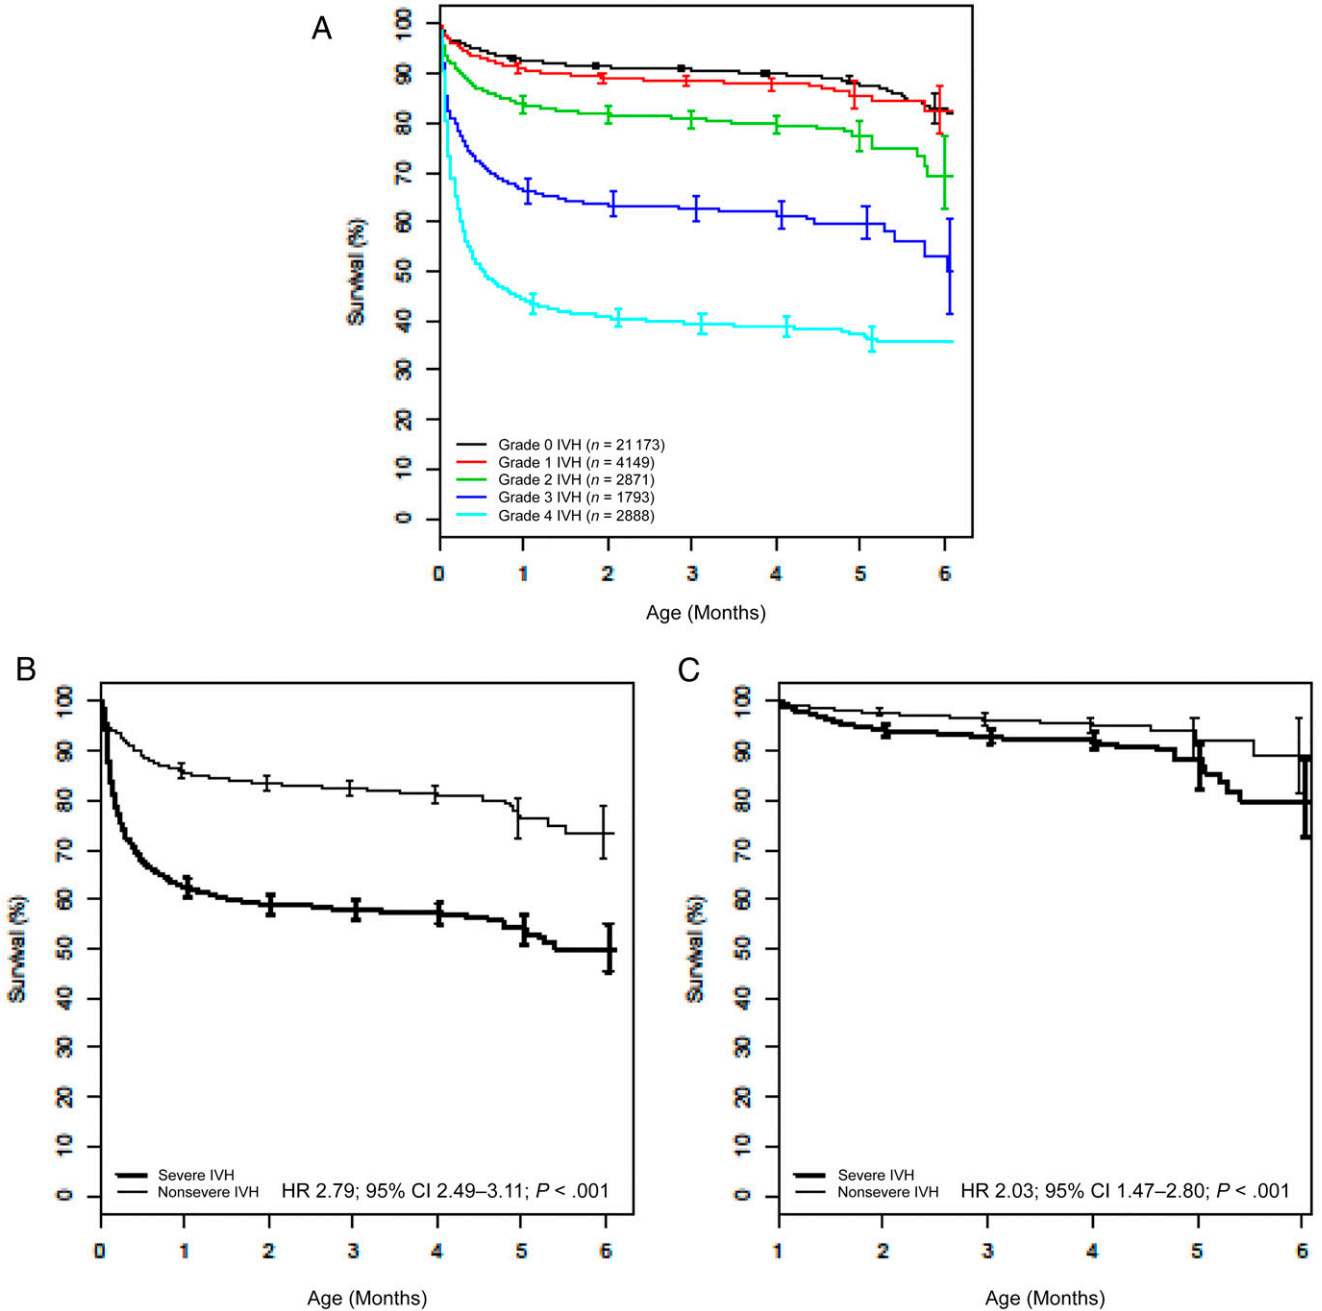 A
Survival (%)
100
90
80
70
60
50
40
30
20
10
0
Grade 0 IVH (n = 21 173)
Grade 1 IVH (n = 4149)
Grade 2 IVH (n = 2871)
Grade 3 IVH (n = 1793)
Grade 4 IVH (n = 2888)
0 1 2 3 4 5 6
Age (Months)
B
Survival (%)
100
90
80
70
60
50
40
30
20
10
0
Severe IVH
Nonsevere IVH
HR 2.79; 95% CI 2.49–3.11; P < .001
0 1 2 3 4 5 6
Age (Months)
C
Survival (%)
100
90
80
70
60
50
40
30
20
10
0
Severe IVH
Nonsevere IVH
HR 2.03; 95% CI 1.47–2.80; P < .001
1 2 3 4 5 6
Age (Months)